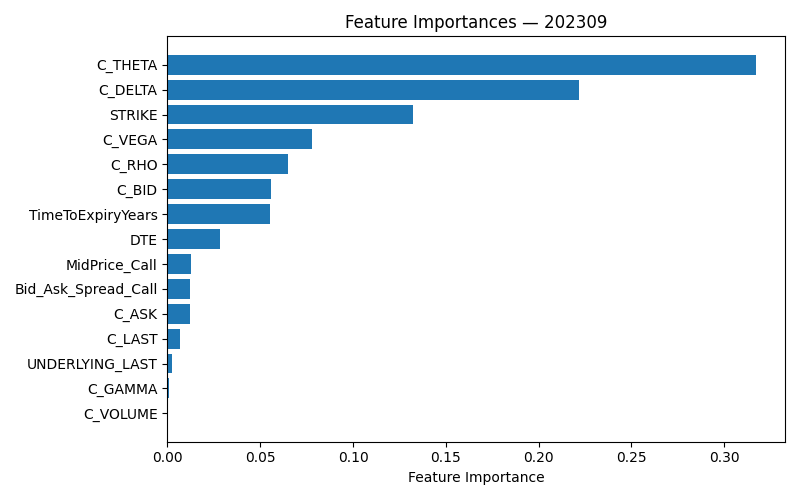 Feature Importances — 202309
C_THETA
C_DELTA
STRIKE
C_VEGA
C_RHO
C_BID
TimeToExpiryYears
DTE
MidPrice_Call
Bid_Ask_Spread_Call
C_ASK
C_LAST
UNDERLYING_LAST
C_GAMMA
C_VOLUME
0.00 0.05 0.10 0.15 0.20 0.25 0.30
Feature Importance